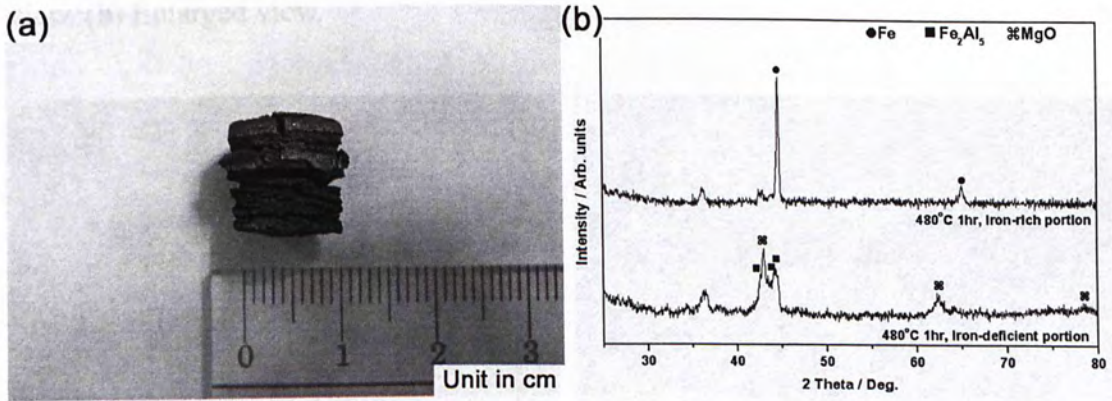 (a)
0 1 2 3
Unit in cm
(b)
●Fe ■Fe₂Al₅ ⌘MgO
Intensity / Arb. units
480°C 1hr, Iron-rich portion
480°C 1hr, Iron-deficient portion
30 40 50 60 70 80
2 Theta / Deg.